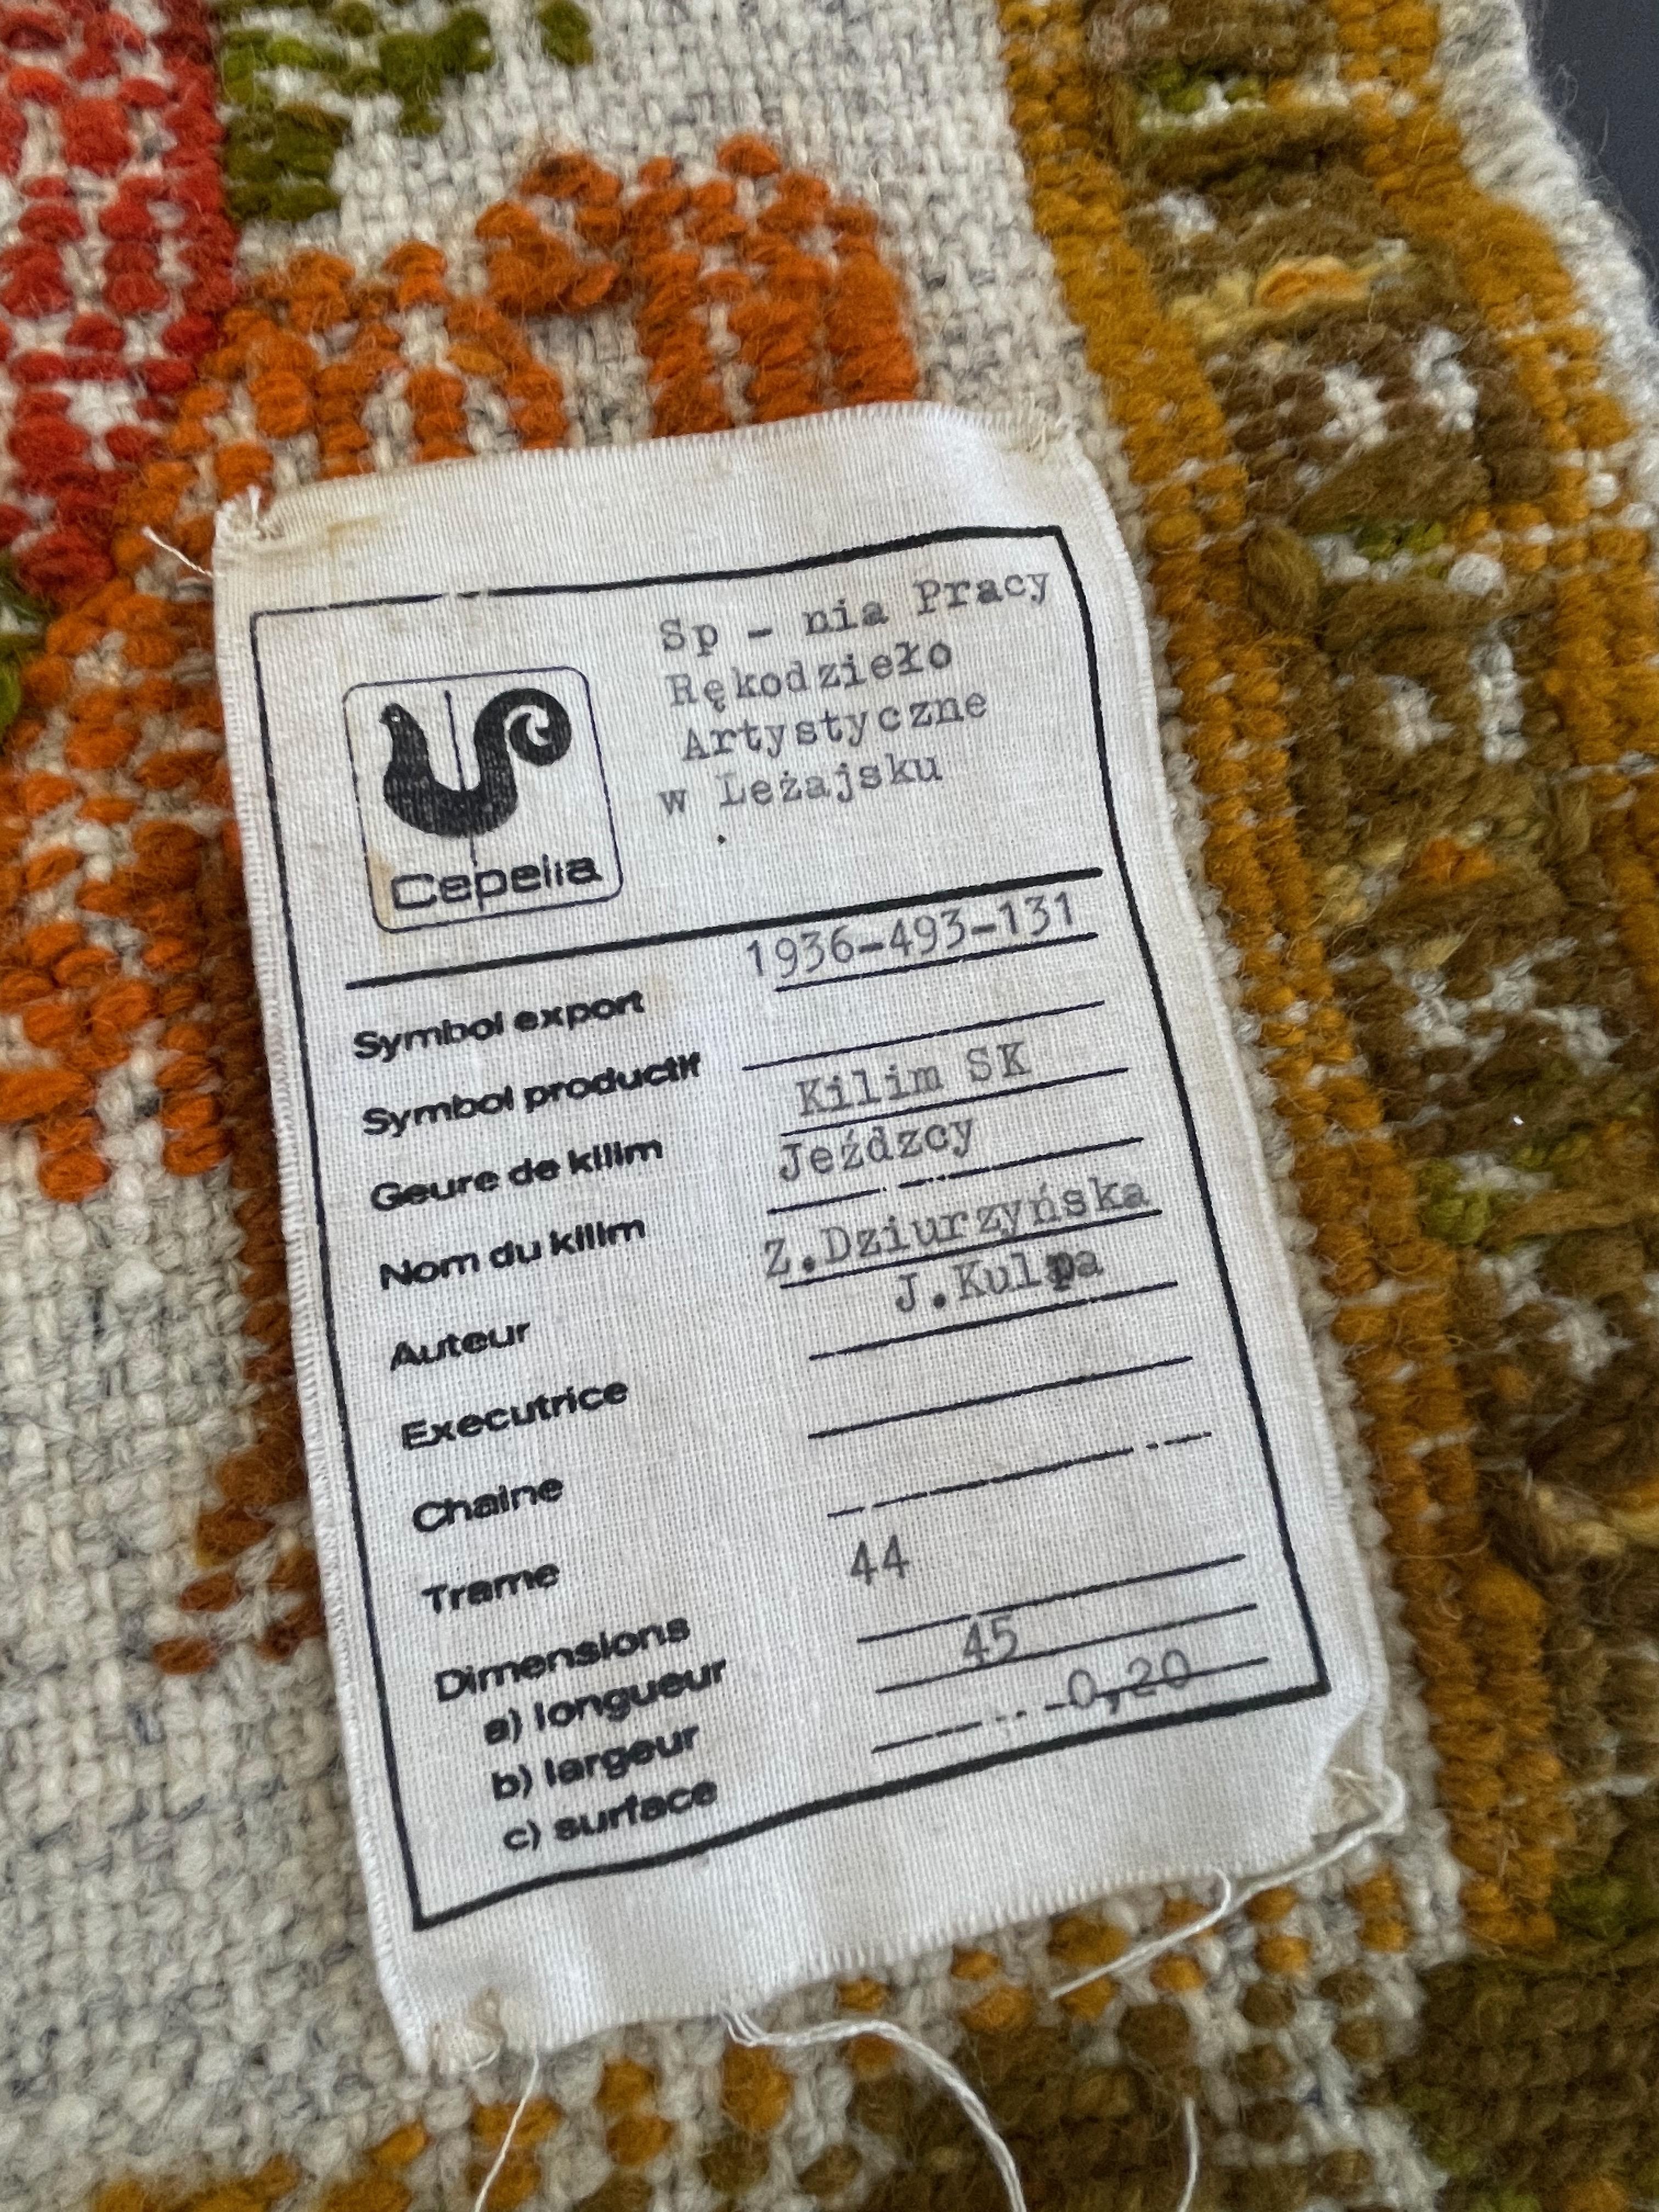 Sp - nia Pracy
Rękodzieło
Artystyczne
w Leżajsku
Cepelia
Symbol export 1936-493-131
Symbol productif
Geure de kilim Kilim SK
Nom du kilim Jeźdzcy
Auteur Z.Dziurzyńska
Executrice J.Kulpa
Chaine
Trame
Dimensions
a) longueur 44
b) largeur 45
c) surface -0,20